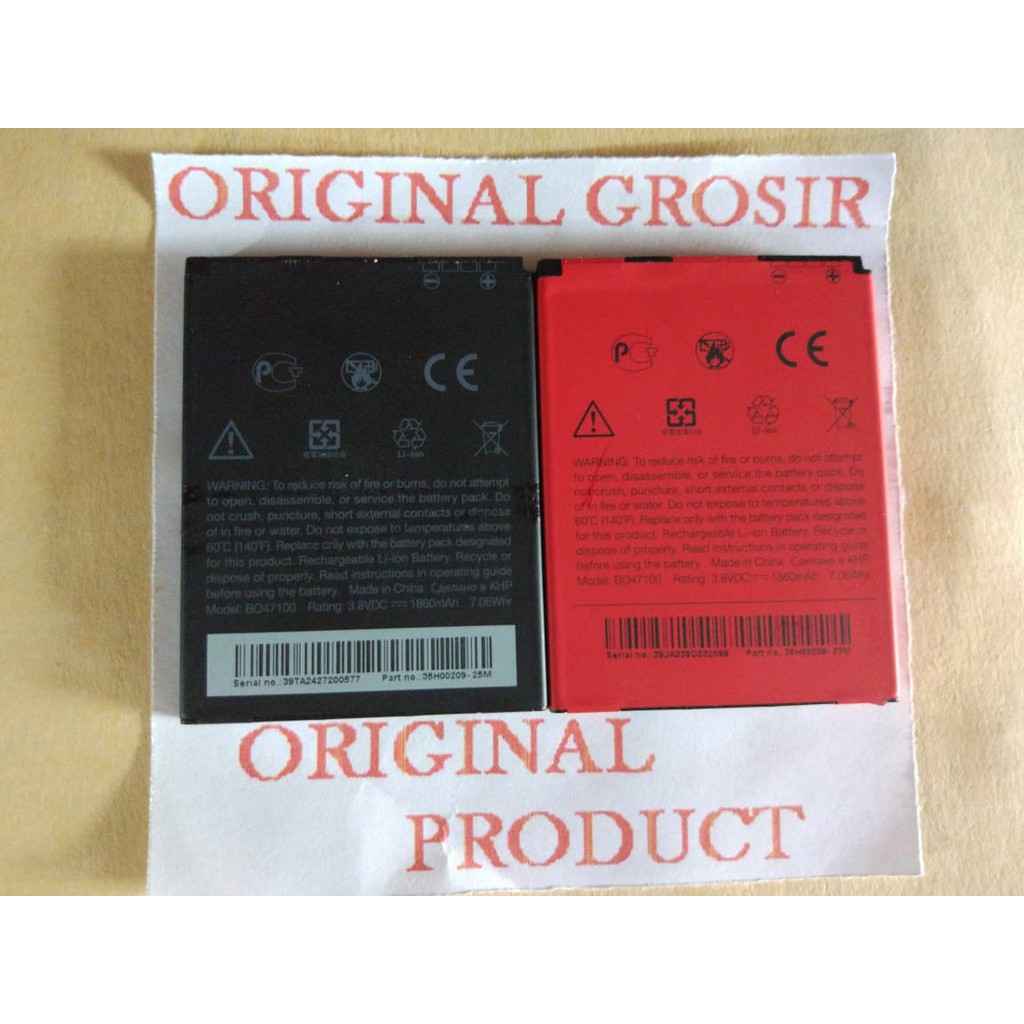 ORIGINAL GROSIR
CE
Li-ion
WARNING: To reduce risk of fire or burns, do not attempt
to open, disassemble, or service the battery pack. Do
not crush, puncture, short external contacts or dispose
of in fire or water. Do not expose to temperatures above
60°C (140°F). Replace only with the battery pack designated
for this product. Rechargeable Li-ion Battery. Recycle or
dispose of properly. Read instructions in operating guide
before using the battery. Made in China Сделано в КНР
Model: BO47100 Rating: 3.8VDC 1860mAh 7.06Whr
Serial no.:39TA2427200577 Part no.:35H00209-25M
CE
Li-ion
WARNING: To reduce risk of fire or burns, do not attempt
to open, disassemble, or service the battery pack. Do
not crush, puncture, short external contacts or dispose
of in fire or water. Do not expose to temperatures above
60°C (140°F). Replace only with the battery pack designated
for this product. Rechargeable Li-ion Battery. Recycle or
dispose of properly. Read instructions in operating guide
before using the battery. Made in China Сделано в КНР
Model: BO47100 Rating: 3.8VDC 1860mAh 7.06Whr
Serial no. Part no.:35H00209-23M
ORIGINAL
PRODUCT